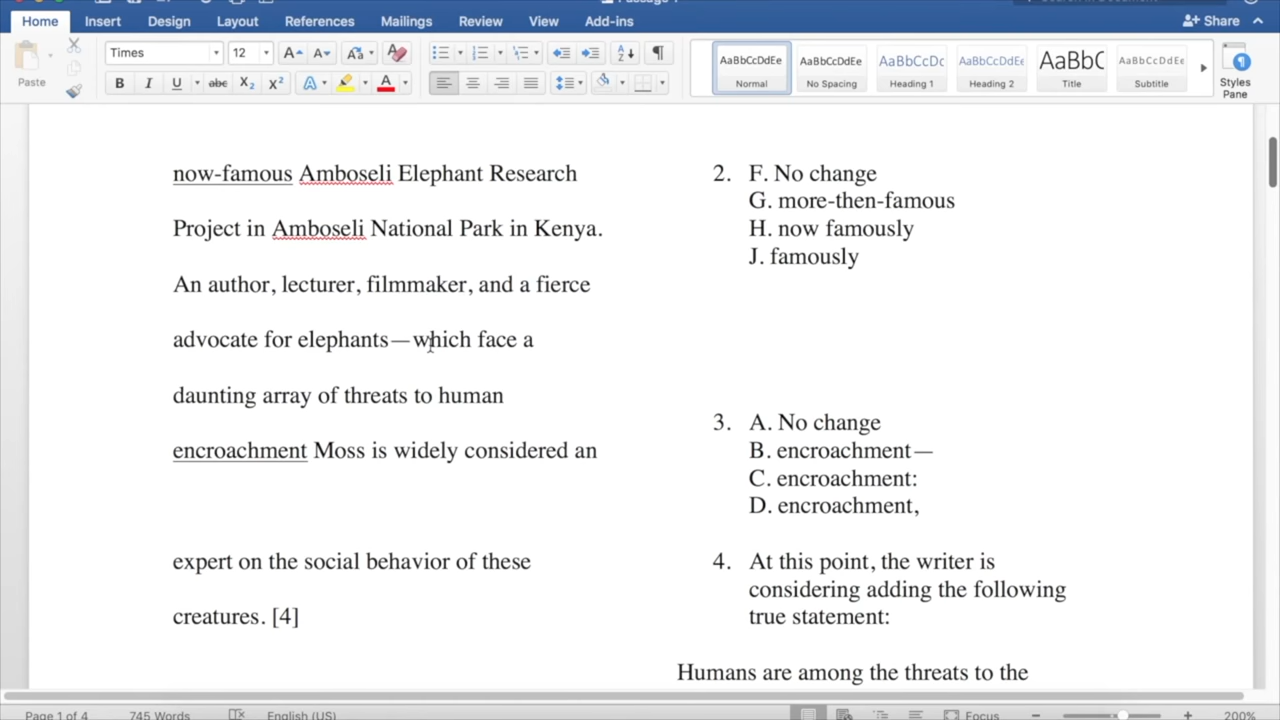 Home Insert Design Layout References Mailings Review View Add-ins Share
Paste Times 12 AaBbCcDdEe AaBbCcDdEe AaBbCcDc AaBbCcDdEe AaBbC AaBbCcDdEe Styles
B I U abc X₂ X² A A Normal No Spacing Heading 1 Heading 2 Title Subtitle Pane
now-famous Amboseli Elephant Research
Project in Amboseli National Park in Kenya.
An author, lecturer, filmmaker, and a fierce
advocate for elephants—which face a
daunting array of threats to human
encroachment Moss is widely considered an
expert on the social behavior of these
creatures. [4]
2. F. No change
G. more-then-famous
H. now famously
J. famously
3. A. No change
B. encroachment—
C. encroachment:
D. encroachment,
4. At this point, the writer is
considering adding the following
true statement:
Humans are among the threats to the
Page 1 of 4 745 Words English (US) Focus 200%